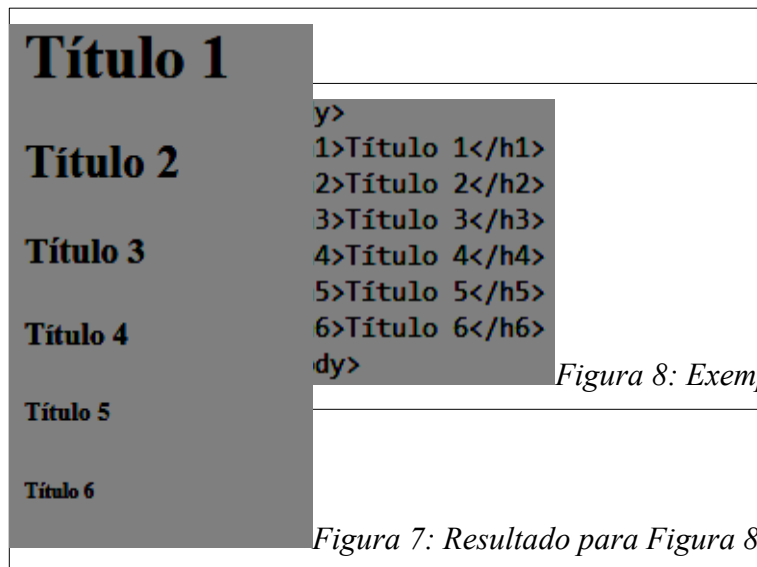 Título 1
Título 2
Título 3
Título 4
Título 5
Título 6
y>
1>Título 1</h1>
2>Título 2</h2>
3>Título 3</h3>
4>Título 4</h4>
5>Título 5</h5>
6>Título 6</h6>
dy>
Figura 8: Exemp
Figura 7: Resultado para Figura 8